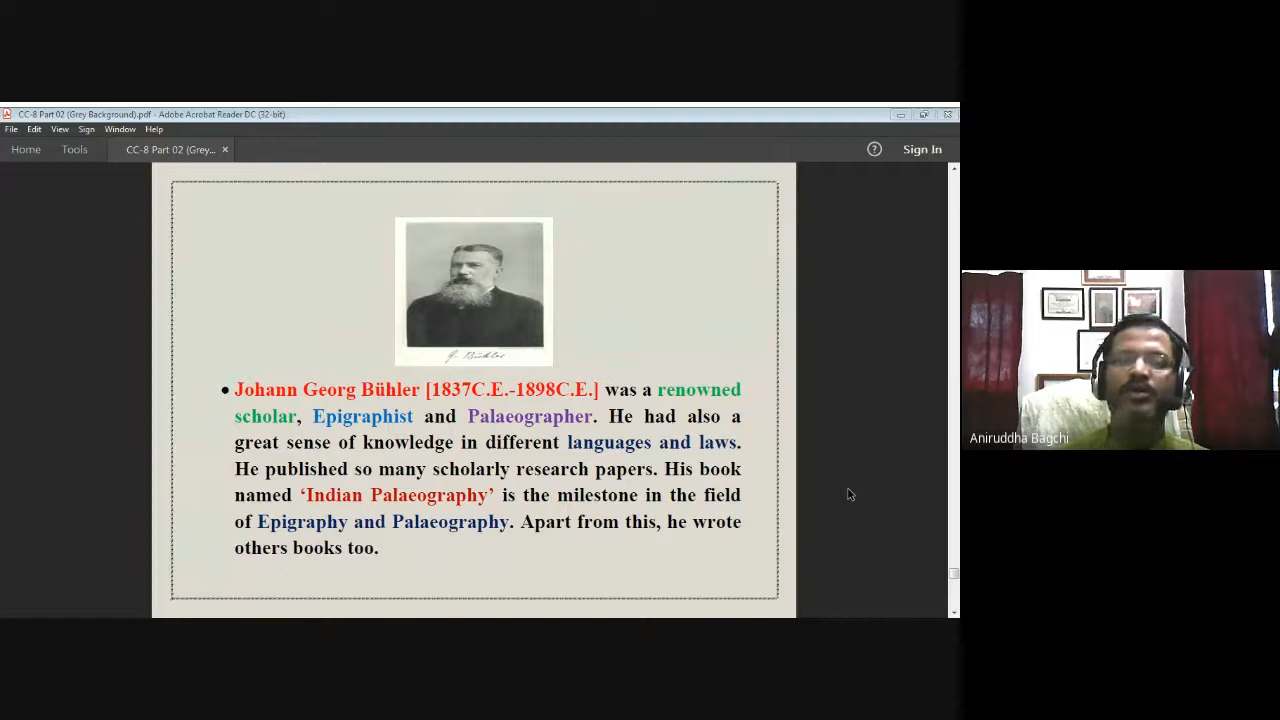 CC-8 Part 02 (Grey Background).pdf - Adobe Acrobat Reader DC (32-bit)
File Edit View Sign Window Help
Home Tools CC-8 Part 02 (Grey... × ? Sign In
G. Bühler
• Johann Georg Bühler [1837C.E.-1898C.E.] was a renowned
scholar, Epigraphist and Palaeographer. He had also a
great sense of knowledge in different languages and laws.
He published so many scholarly research papers. His book
named ‘Indian Palaeography’ is the milestone in the field
of Epigraphy and Palaeography. Apart from this, he wrote
others books too.
Aniruddha Bagchi